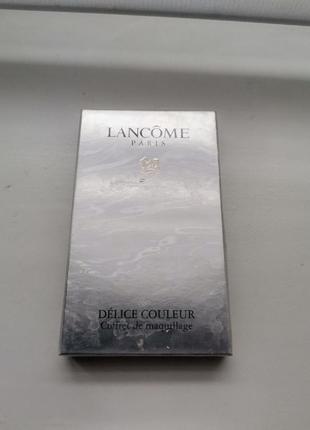 LANCÔME
PARIS
DÉLICE COULEUR
Coffret de maquillage